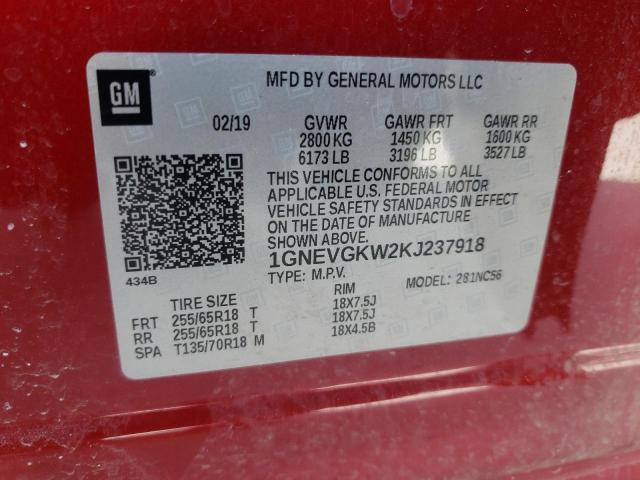 GM
MFD BY GENERAL MOTORS LLC
02/19 GVWR GAWR FRT GAWR RR
2800 KG 1450 KG 1600 KG
6173 LB 3196 LB 3527 LB
THIS VEHICLE CONFORMS TO ALL
APPLICABLE U.S. FEDERAL MOTOR
VEHICLE SAFETY STANDARDS IN EFFECT
ON THE DATE OF MANUFACTURE
SHOWN ABOVE.
1GNEVGKW2KJ237918
434B TYPE: M.P.V. MODEL: 281NC56
TIRE SIZE RIM
FRT 255/65R18 T 18X7.5J
RR 255/65R18 T 18X7.5J
SPA T135/70R18 M 18X4.5B